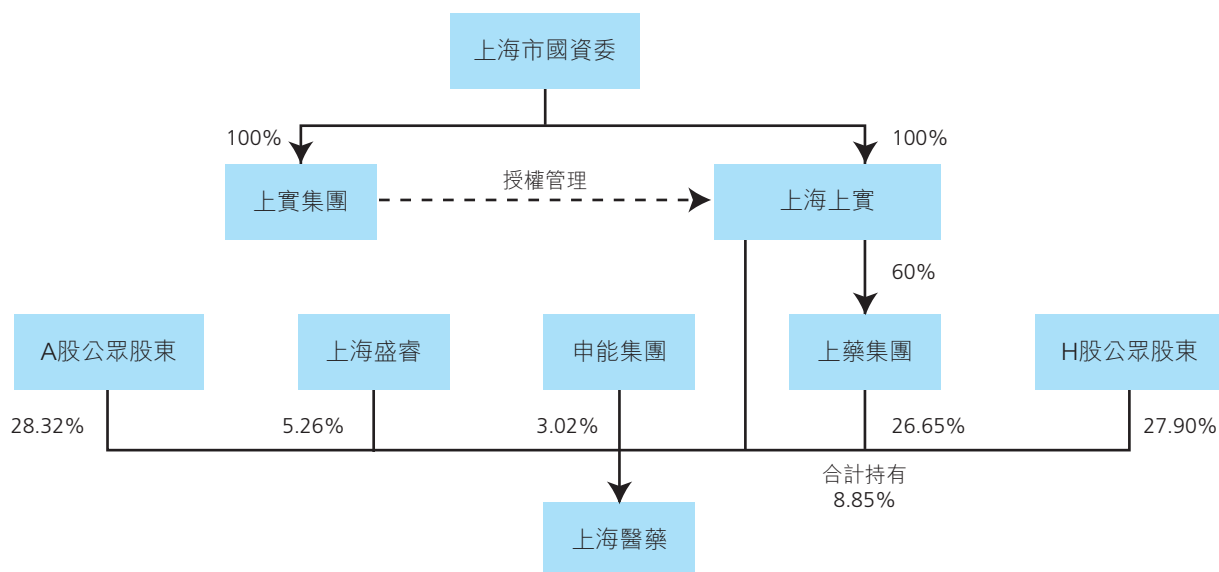 上海市國資委
100%
100%
上實集團
授權管理
上海上實
60%
A股公眾股東
上海盛睿
申能集團
上藥集團
H股公眾股東
28.32%
5.26%
3.02%
26.65%
27.90%
合計持有
8.85%
上海醫藥